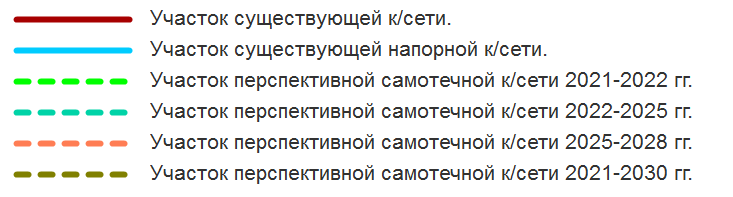 Участок существующей к/сети.
Участок существующей напорной к/сети.
Участок перспективной самотечной к/сети 2021-2022 гг.
Участок перспективной самотечной к/сети 2022-2025 гг.
Участок перспективной самотечной к/сети 2025-2028 гг.
Участок перспективной самотечной к/сети 2021-2030 гг.